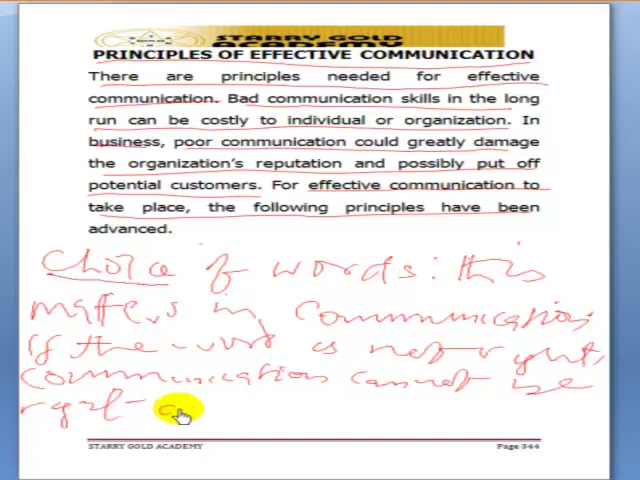 STARRY GOLD
ACADEMY
PRINCIPLES OF EFFECTIVE COMMUNICATION
There are principles needed for effective
communication. Bad communication skills in the long
run can be costly to individual or organization. In
business, poor communication could greatly damage
the organization's reputation and possibly put off
potential customers. For effective communication to
take place, the following principles have been
advanced.
Choice of words: this
matters in communication
If the word is not right,
communication cannot be
right
STARRY GOLD ACADEMY Page 344